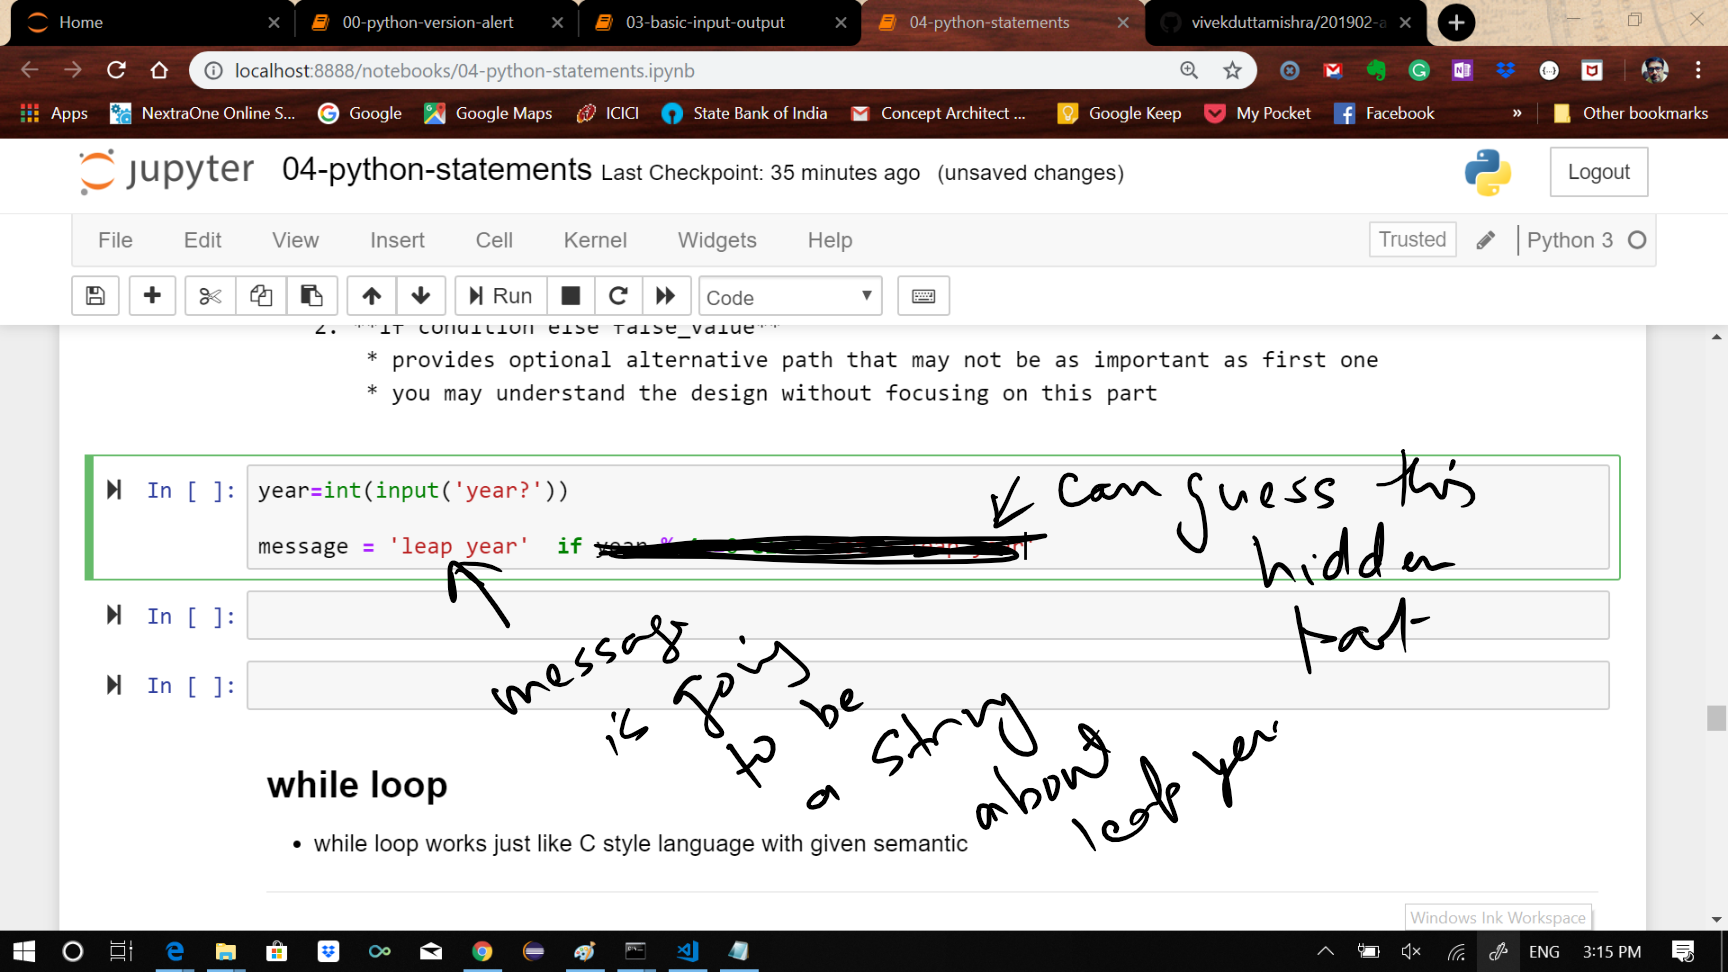 Home
00-python-version-alert
03-basic-input-output
04-python-statements
vivekduttamishra/201902-a
localhost:8888/notebooks/04-python-statements.ipynb
Apps NextraOne Online S... Google Google Maps ICICI State Bank of India Concept Architect ... Google Keep My Pocket Facebook » Other bookmarks
jupyter 04-python-statements Last Checkpoint: 35 minutes ago (unsaved changes) Logout
File Edit View Insert Cell Kernel Widgets Help Trusted Python 3
Run Code
2. **if condition else false_value**
* provides optional alternative path that may not be as important as first one
* you may understand the design without focusing on this part
In [ ]: year=int(input('year?'))
message = 'leap year' if year %
can guess this
hidden
part
In [ ]:
In [ ]:
message
is going
to be
a string
about
leap year
while loop
• while loop works just like C style language with given semantic
Windows Ink Workspace
ENG 3:15 PM